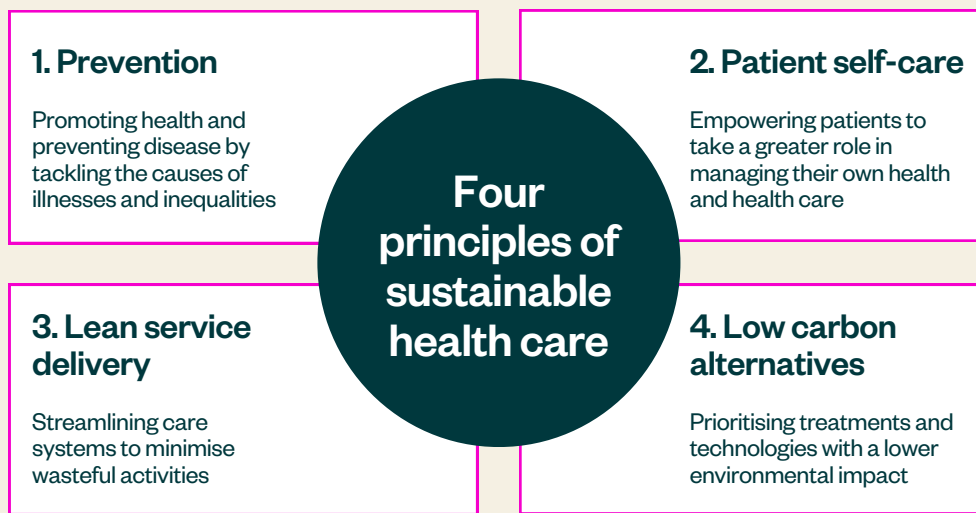 1. Prevention
Promoting health and
preventing disease by
tackling the causes of
illnesses and inequalities
2. Patient self-care
Empowering patients to
take a greater role in
managing their own health
and health care
Four
principles of
sustainable
health care
3. Lean service
delivery
Streamlining care
systems to minimise
wasteful activities
4. Low carbon
alternatives
Prioritising treatments and
technologies with a lower
environmental impact